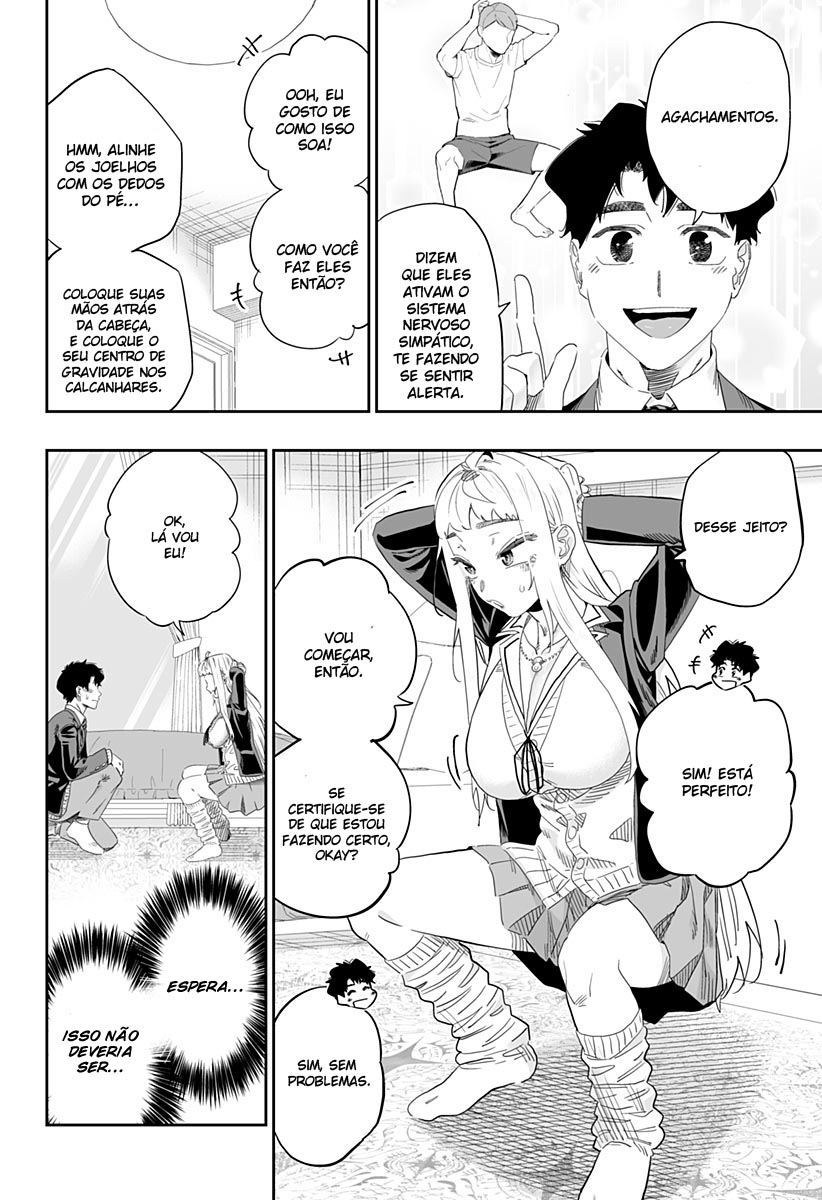 AGACHAMENTOS.
DIZEM
QUE ELES
ATIVAM O
SISTEMA
NERVOSO
SIMPÁTICO,
TE FAZENDO
SE SENTIR
ALERTA.
OOH, EU
GOSTO DE
COMO ISSO
SOA!
COMO VOCÊ
FAZ ELES
ENTÃO?
HMM, ALINHE
OS JOELHOS
COM OS DEDOS
DO PÉ...
COLOQUE SUAS
MÃOS ATRÁS
DA CABEÇA,
E COLOQUE O
SEU CENTRO DE
GRAVIDADE NOS
CALCANHARES.
DESSE JEITO?
SIM! ESTÁ
PERFEITO!
VOU
COMEÇAR,
ENTÃO.
SE
CERTIFIQUE-SE
DE QUE ESTOU
FAZENDO CERTO,
OKAY?
SIM, SEM
PROBLEMAS.
OK,
LÁ VOU
EU!
ESPERA...
ISSO NÃO
DEVERIA
SER...